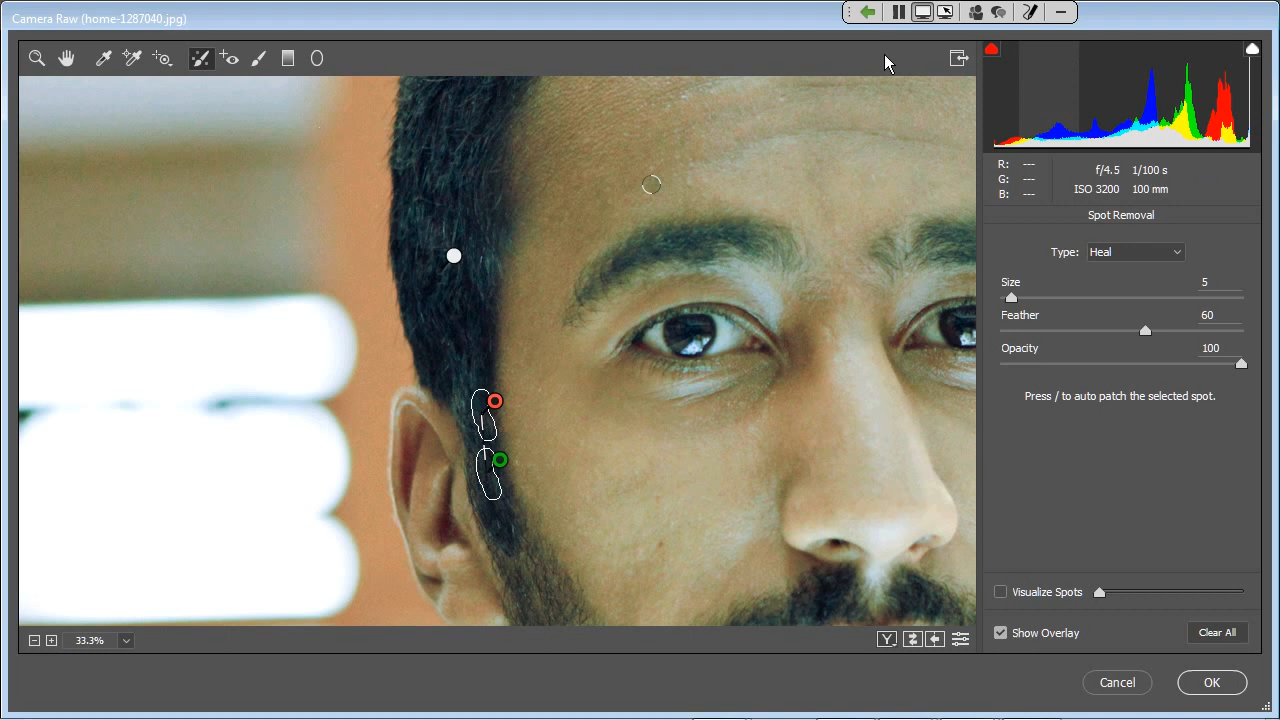 Camera Raw (home-1287040.jpg)
R: ---
G: ---
B: ---
f/4.5 1/100 s
ISO 3200 100 mm
Spot Removal
Type: Heal
Size 5
Feather 60
Opacity 100
Press / to auto patch the selected spot.
Visualize Spots
Show Overlay
Clear All
33.3%
Y
Cancel
OK